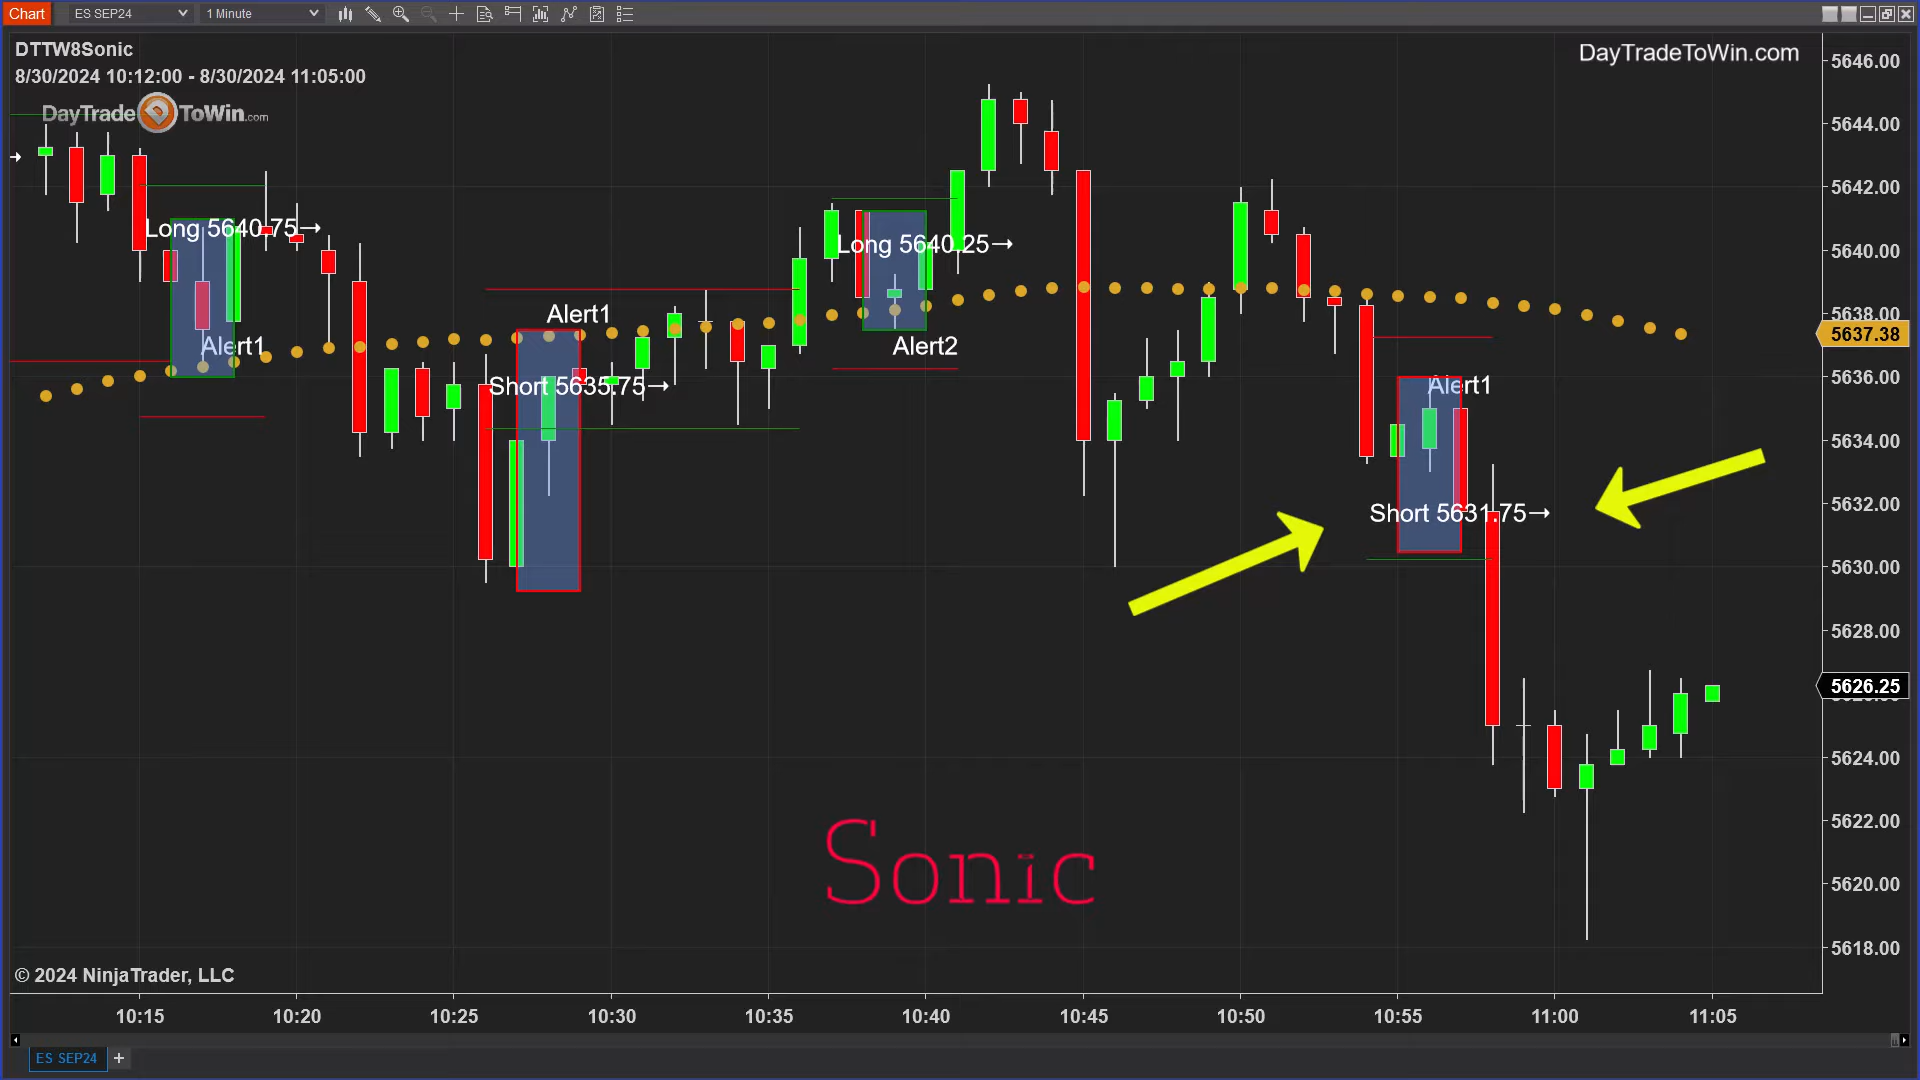 Chart ES SEP24 1 Minute
DTTW8Sonic
DayTradeToWin.com
8/30/2024 10:12:00 - 8/30/2024 11:05:00
DayTradeToWin.com
5646.00
5644.00
5642.00
5640.00
5638.00
5637.38
5636.00
5634.00
5632.00
5630.00
5628.00
5626.25
5624.00
5622.00
5620.00
5618.00
Long 5640.75→
Alert1
Alert1
Short 5635.75→
Long 5640.25→
Alert2
Alert1
Short 5631.75→
Sonic
© 2024 NinjaTrader, LLC
10:15 10:20 10:25 10:30 10:35 10:40 10:45 10:50 10:55 11:00 11:05
ES SEP24 +